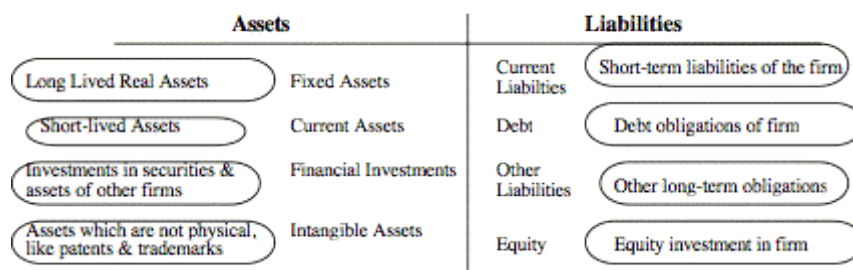 Assets Liabilities
Long Lived Real Assets Fixed Assets Current Short-term liabilities of the firm
Liabilties
Short-lived Assets Current Assets Debt Debt obligations of firm
Investments in securities & Financial Investments Other
assets of other firms Liabilities Other long-term obligations
Assets which are not physical, Intangible Assets
like patents & trademarks Equity Equity investment in firm